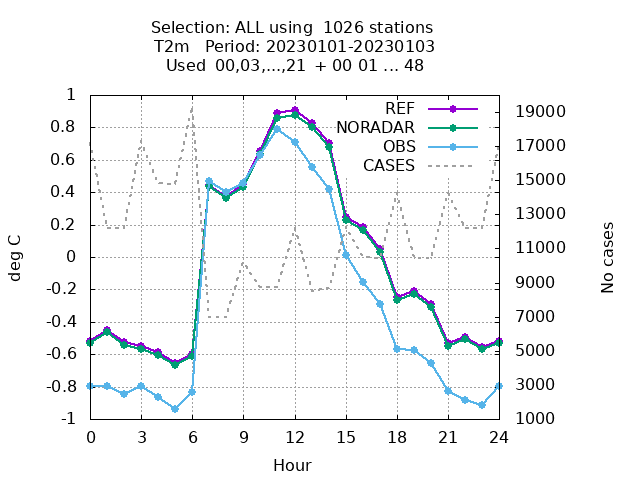 Selection: ALL using  1026 stations
T2m   Period: 20230101-20230103
Used  00,03,...,21  + 00 01 ... 48
REF
NORADAR
OBS
CASES
1
0.8
0.6
0.4
0.2
0
-0.2
-0.4
-0.6
-0.8
-1
deg C
19000
17000
15000
13000
11000
9000
7000
5000
3000
1000
No cases
0 3 6 9 12 15 18 21 24
Hour